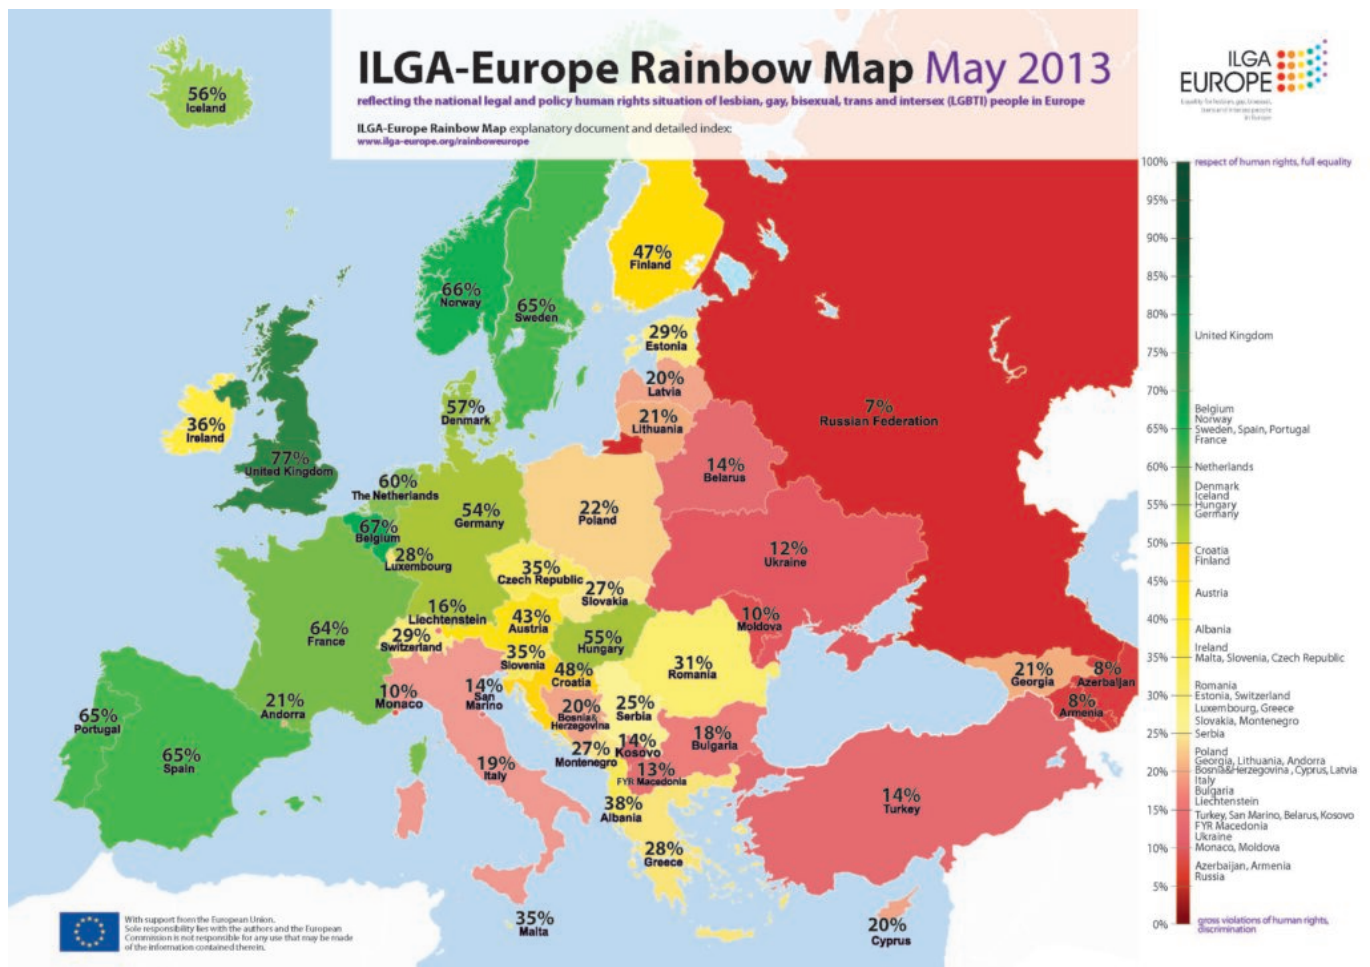 ILGA-Europe Rainbow Map May 2013
reflecting the national legal and policy human rights situation of lesbian, gay, bisexual, trans and intersex (LGBTI) people in Europe
ILGA-Europe Rainbow Map explanatory document and detailed index:
www.ilga-europe.org/rainboweurope
ILGA
EUROPE
Equality for lesbian, gay, bisexual,
trans and intersex people
in Europe
56%
Iceland
47%
Finland
66%
Norway
65%
Sweden
29%
Estonia
20%
Latvia
21%
Lithuania
57%
Denmark
36%
Ireland
77%
United Kingdom
7%
Russian Federation
14%
Belarus
60%
The Netherlands
54%
Germany
22%
Poland
67%
Belgium
28%
Luxembourg
12%
Ukraine
35%
Czech Republic
27%
Slovakia
16%
Liechtenstein
43%
Austria
10%
Moldova
64%
France
29%
Switzerland
55%
Hungary
35%
Slovenia
48%
Croatia
31%
Romania
21%
Georgia
8%
Azerbaijan
8%
Armenia
21%
Andorra
10%
Monaco
14%
San
Marino
20%
Bosnia&
Herzegovina
25%
Serbia
65%
Portugal
65%
Spain
27%
Montenegro
14%
Kosovo
18%
Bulgaria
19%
Italy
13%
FYR Macedonia
38%
Albania
14%
Turkey
28%
Greece
35%
Malta
20%
Cyprus
100%
respect of human rights, full equality
95%
90%
85%
80%
United Kingdom
75%
70%
Belgium
Norway
65%
Sweden, Spain, Portugal
France
60%
Netherlands
Denmark
Iceland
55%
Hungary
Germany
50%
Croatia
Finland
45%
Austria
40%
Albania
Ireland
35%
Malta, Slovenia, Czech Republic
Romania
30%
Estonia, Switzerland
Luxembourg, Greece
Slovakia, Montenegro
25%
Serbia
Poland
Georgia, Lithuania, Andorra
20%
Bosnia&Herzegovina , Cyprus, Latvia
Italy
Bulgaria
Liechtenstein
15%
Turkey, San Marino, Belarus, Kosovo
FYR Macedonia
Ukraine
10%
Monaco, Moldova
Azerbaijan, Armenia
Russia
5%
0%
gross violations of human rights,
discrimination
With support from the European Union.
Sole responsibility lies with the authors and the European
Commission is not responsible for any use that may be made
of the information contained therein.